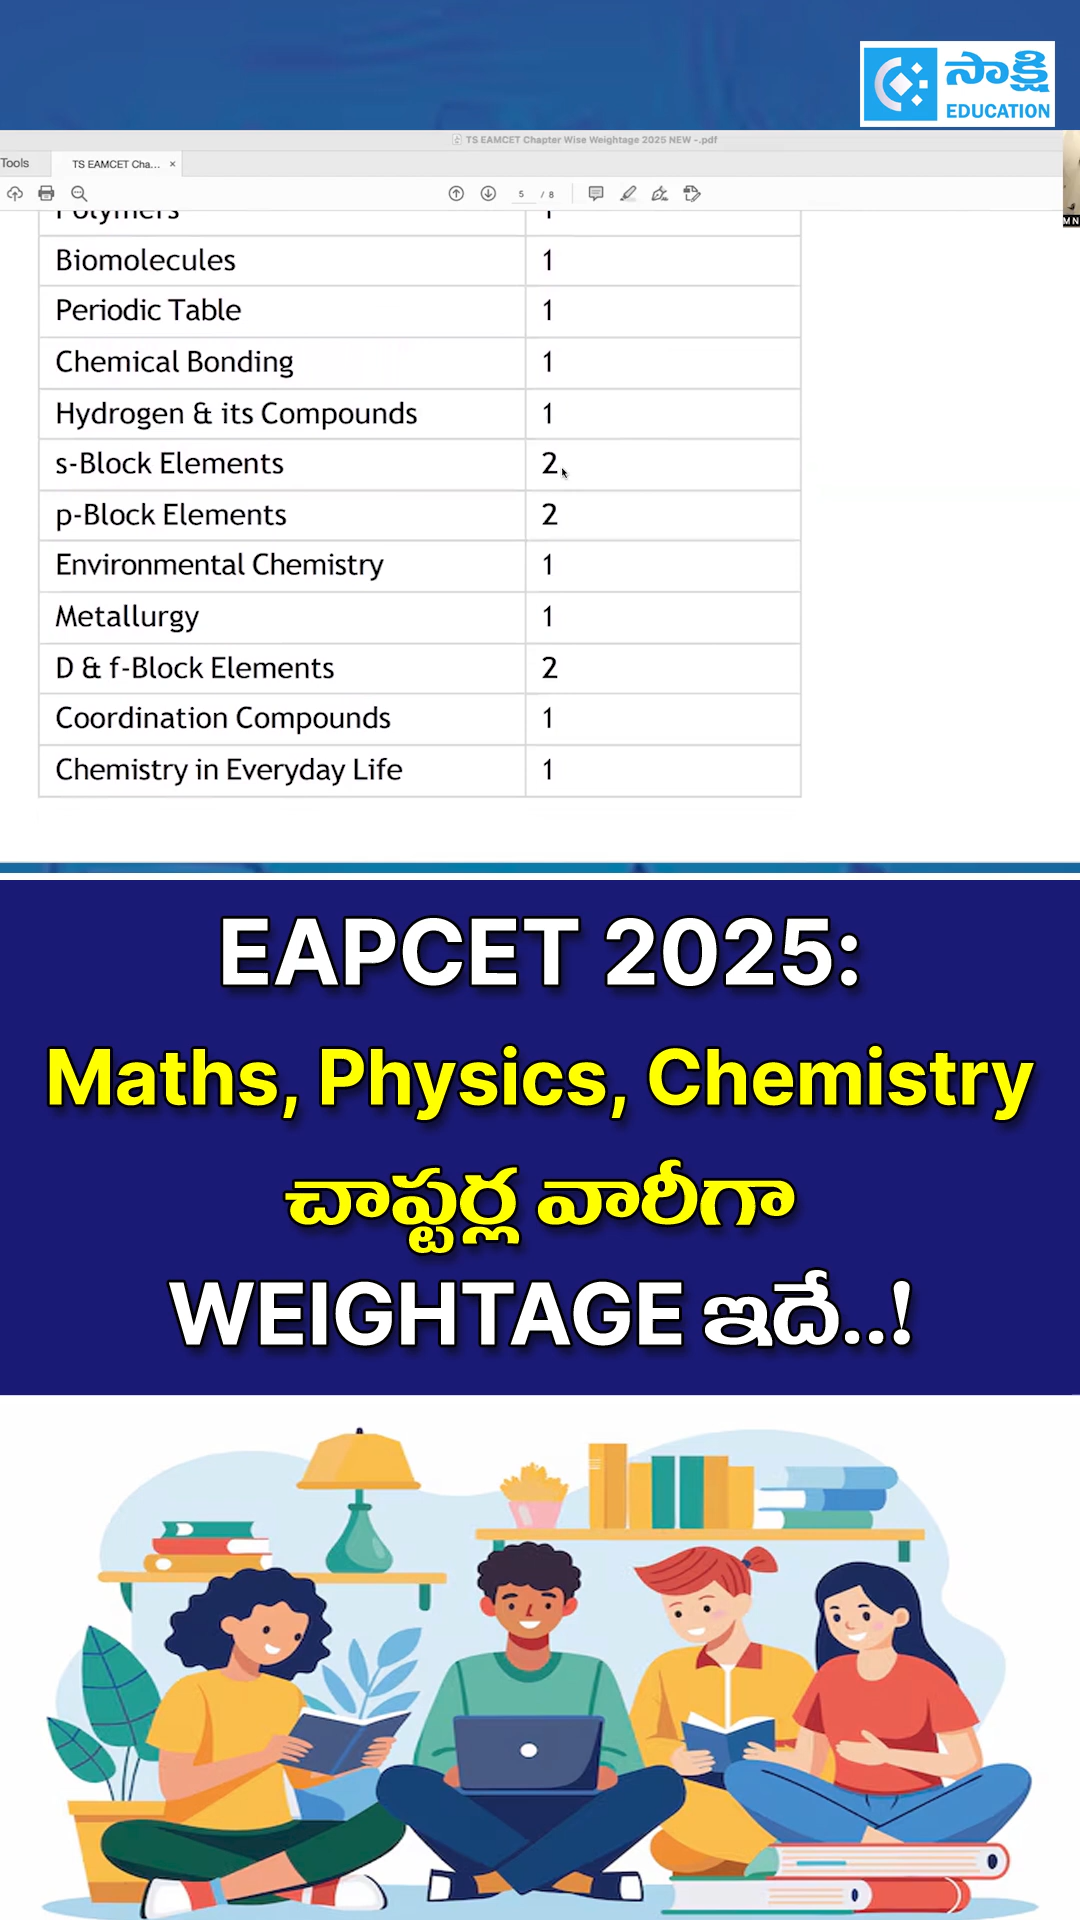 సాక్షి
EDUCATION
TS EAMCET Chapter Wise Weightage 2025 NEW -.pdf
Tools
TS EAMCET Cha... ×
5 / 8
MN
Polymers 1
Biomolecules 1
Periodic Table 1
Chemical Bonding 1
Hydrogen & its Compounds 1
s-Block Elements 2
p-Block Elements 2
Environmental Chemistry 1
Metallurgy 1
D & f-Block Elements 2
Coordination Compounds 1
Chemistry in Everyday Life 1
EAPCET 2025:
Maths, Physics, Chemistry
చాప్టర్ల వారీగా
WEIGHTAGE ఇదే..!